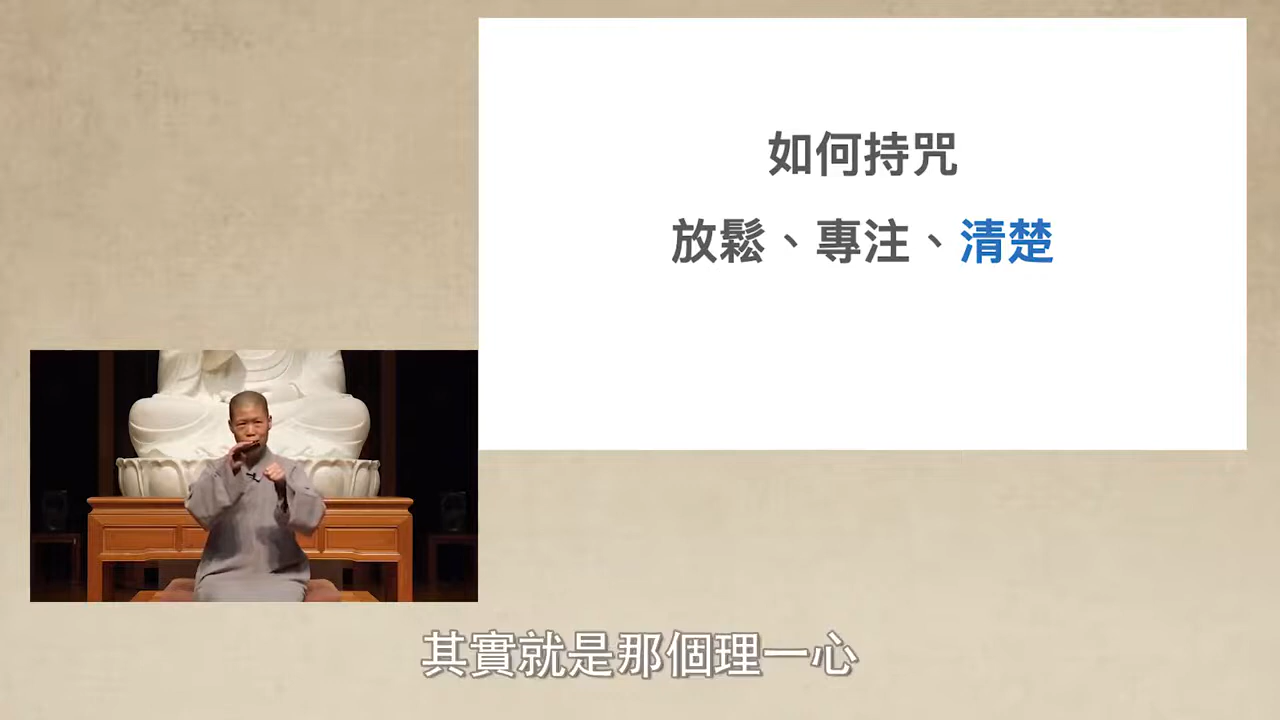 如何持咒
放鬆、專注、清楚
其實就是那個理一心